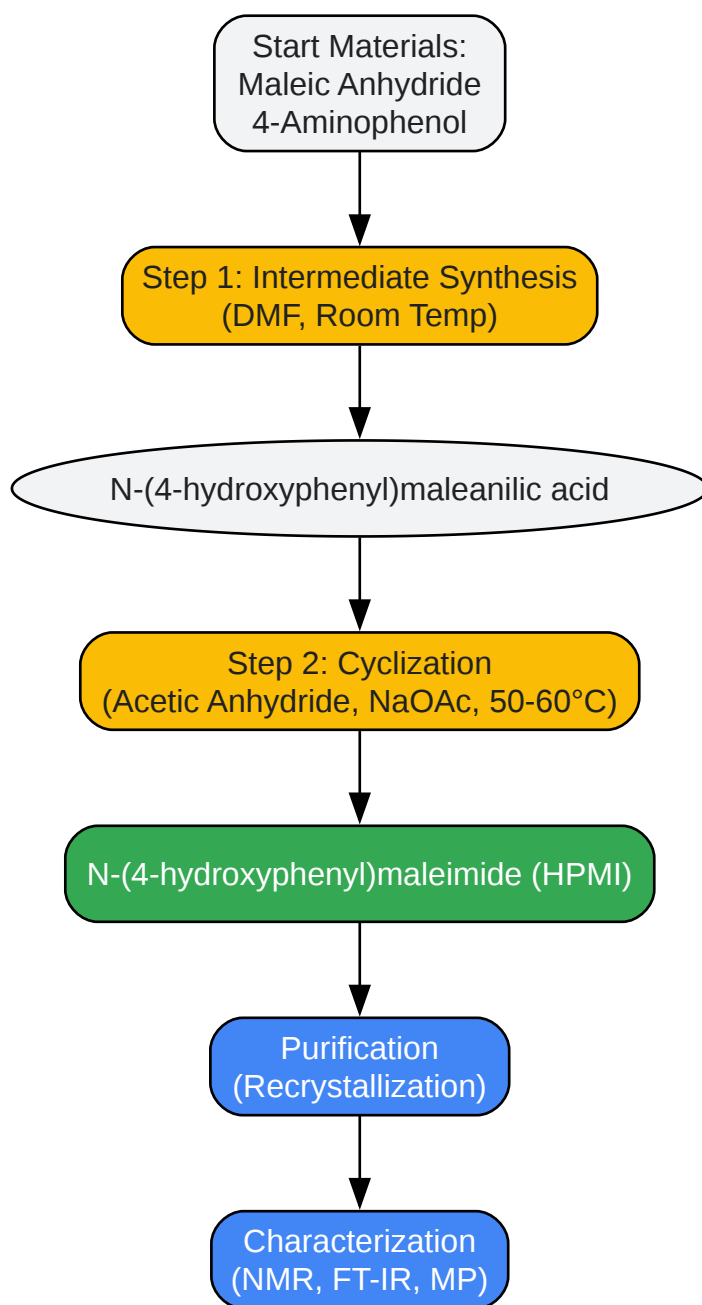 Start Materials:
Maleic Anhydride
4-Aminophenol
Step 1: Intermediate Synthesis
(DMF, Room Temp)
N-(4-hydroxyphenyl)maleanilic acid
Step 2: Cyclization
(Acetic Anhydride, NaOAc, 50-60°C)
N-(4-hydroxyphenyl)maleimide (HPMI)
Purification
(Recrystallization)
Characterization
(NMR, FT-IR, MP)